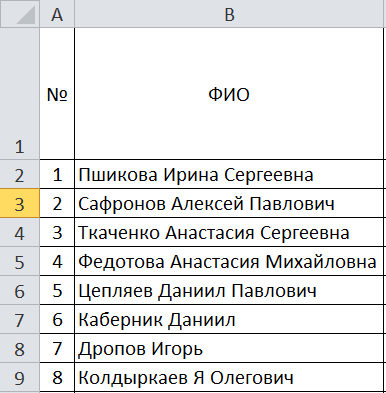 A B
1 № ФИО
2 1 Пшикова Ирина Сергеевна
3 2 Сафронов Алексей Павлович
4 3 Ткаченко Анастасия Сергеевна
5 4 Федотова Анастасия Михайловна
6 5 Цепляев Даниил Павлович
7 6 Каберник Даниил
8 7 Дропов Игорь
9 8 Колдыркаев Я Олегович